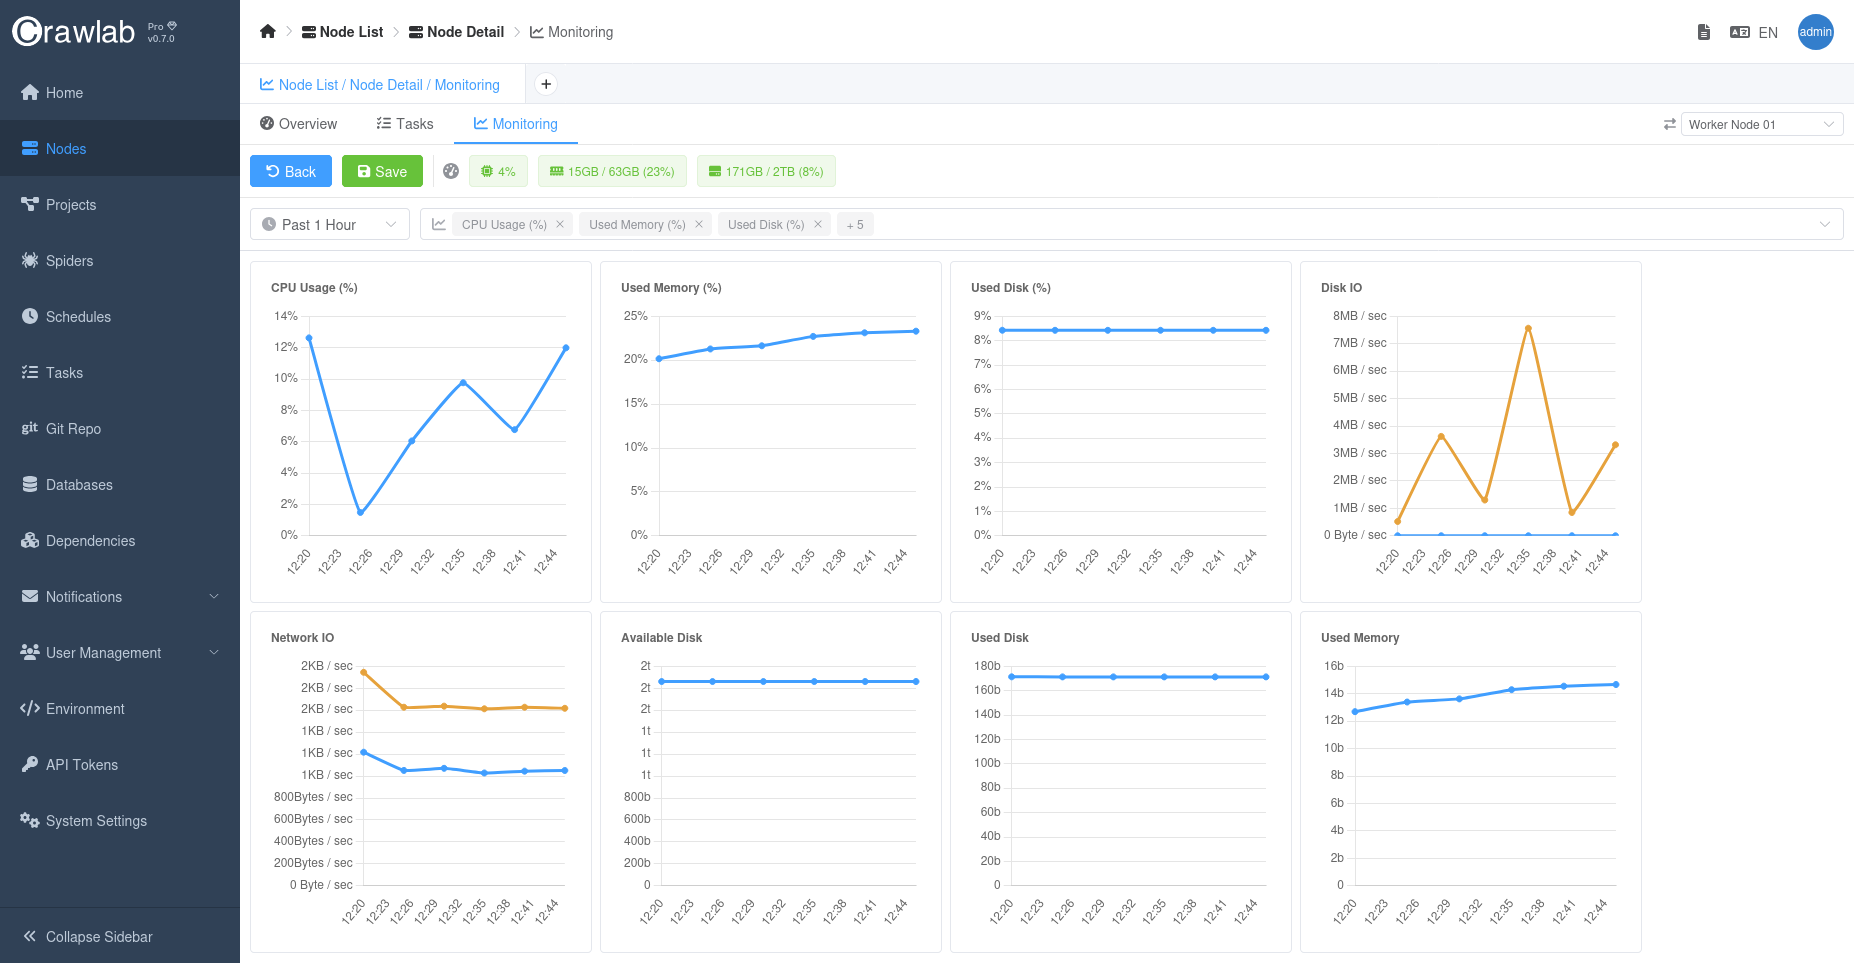 Crawlab
Pro
v0.7.0
Home
Nodes
Projects
Spiders
Schedules
Tasks
git Git Repo
Databases
Dependencies
Notifications
User Management
Environment
API Tokens
System Settings
Collapse Sidebar
Node List
Node Detail
Monitoring
EN
admin
Node List / Node Detail / Monitoring
Overview
Tasks
Monitoring
Worker Node 01
Back
Save
4%
15GB / 63GB (23%)
171GB / 2TB (8%)
Past 1 Hour
CPU Usage (%)
Used Memory (%)
Used Disk (%)
+ 5
CPU Usage (%)
14%
12%
10%
8%
6%
4%
2%
0%
12:20 12:23 12:26 12:29 12:32 12:35 12:38 12:41 12:44
Used Memory (%)
25%
20%
15%
10%
5%
0%
12:20 12:23 12:26 12:29 12:32 12:35 12:38 12:41 12:44
Used Disk (%)
9%
8%
7%
6%
5%
4%
3%
2%
1%
0%
12:20 12:23 12:26 12:29 12:32 12:35 12:38 12:41 12:44
Disk IO
8MB / sec
7MB / sec
6MB / sec
5MB / sec
4MB / sec
3MB / sec
2MB / sec
1MB / sec
0 Byte / sec
12:20 12:23 12:26 12:29 12:32 12:35 12:38 12:41 12:44
Network IO
2KB / sec
2KB / sec
2KB / sec
1KB / sec
1KB / sec
1KB / sec
800Bytes / sec
600Bytes / sec
400Bytes / sec
200Bytes / sec
0 Byte / sec
12:20 12:23 12:26 12:29 12:32 12:35 12:38 12:41 12:44
Available Disk
2t
2t
2t
1t
1t
1t
800b
600b
400b
200b
0
12:20 12:23 12:26 12:29 12:32 12:35 12:38 12:41 12:44
Used Disk
180b
160b
140b
120b
100b
80b
60b
40b
20b
0
12:20 12:23 12:26 12:29 12:32 12:35 12:38 12:41 12:44
Used Memory
16b
14b
12b
10b
8b
6b
4b
2b
0
12:20 12:23 12:26 12:29 12:32 12:35 12:38 12:41 12:44